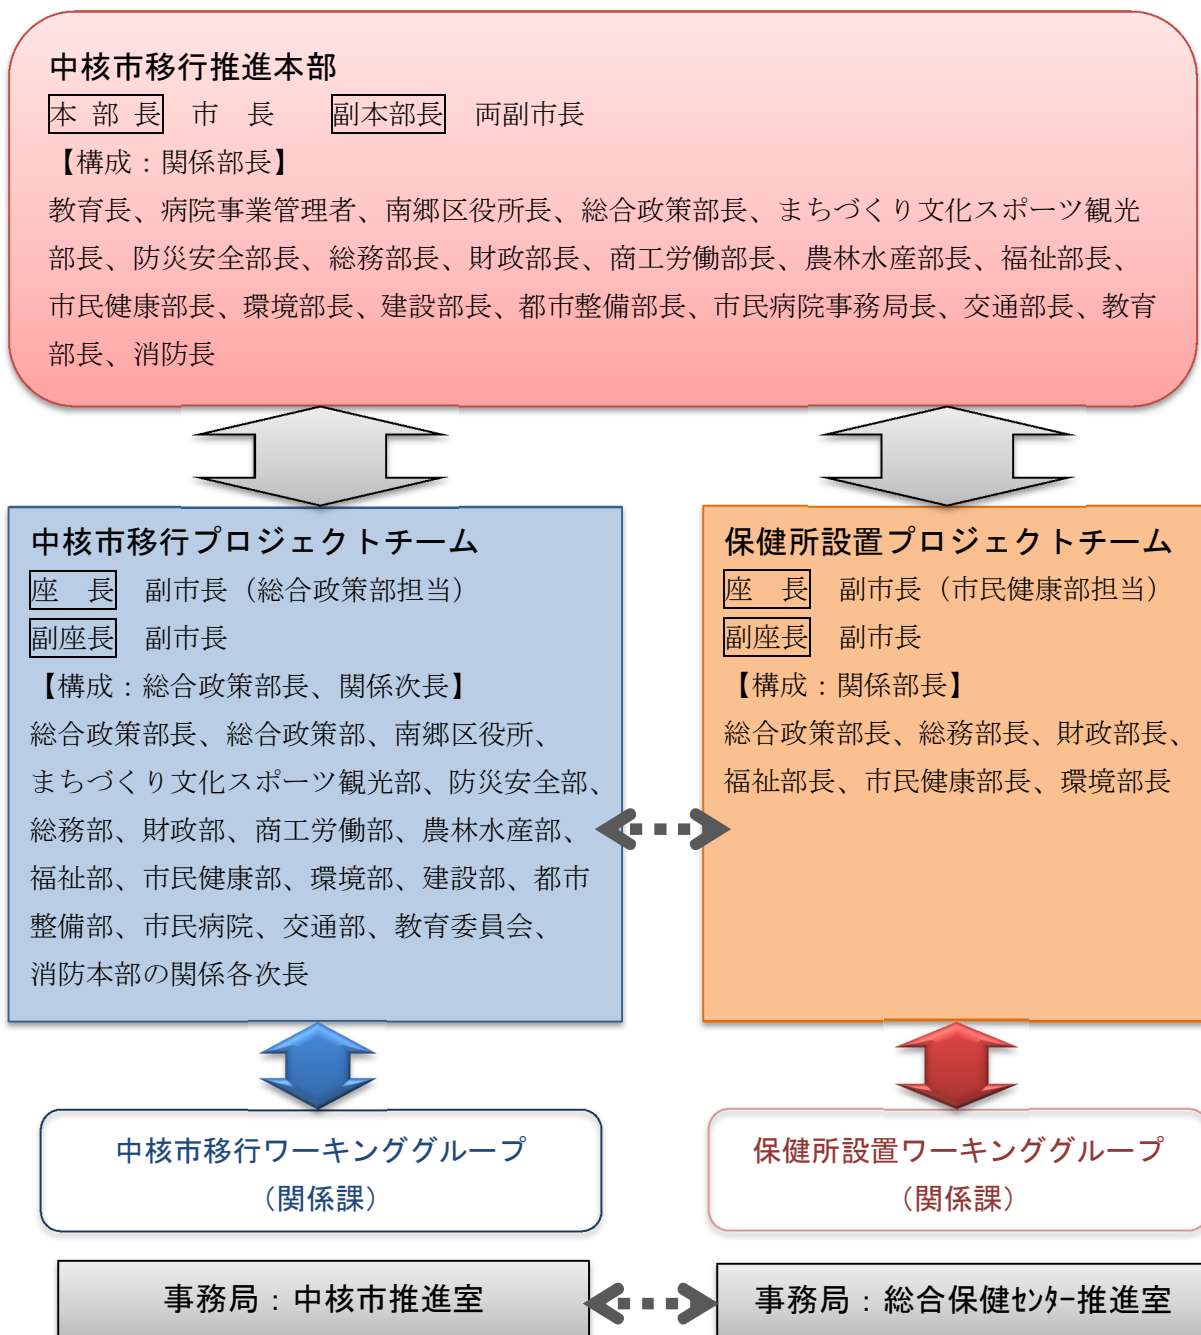 中核市移行推進本部
本 部 長　市　長　　副本部長　両副市長
【構成：関係部長】
教育長、病院事業管理者、南郷区役所長、総合政策部長、まちづくり文化スポーツ観光
部長、防災安全部長、総務部長、財政部長、商工労働部長、農林水産部長、福祉部長、
市民健康部長、環境部長、建設部長、都市整備部長、市民病院事務局長、交通部長、教育
部長、消防長
中核市移行プロジェクトチーム
座　長　副市長（総合政策部担当）
副座長　副市長
【構成：総合政策部長、関係次長】
総合政策部長、総合政策部、南郷区役所、
まちづくり文化スポーツ観光部、防災安全部、
総務部、財政部、商工労働部、農林水産部、
福祉部、市民健康部、環境部、建設部、都市
整備部、市民病院、交通部、教育委員会、
消防本部の関係各次長
保健所設置プロジェクトチーム
座　長　副市長（市民健康部担当）
副座長　副市長
【構成：関係部長】
総合政策部長、総務部長、財政部長、
福祉部長、市民健康部長、環境部長
中核市移行ワーキンググループ
（関係課）
保健所設置ワーキンググループ
（関係課）
事務局：中核市推進室
事務局：総合保健ｾﾝﾀｰ推進室